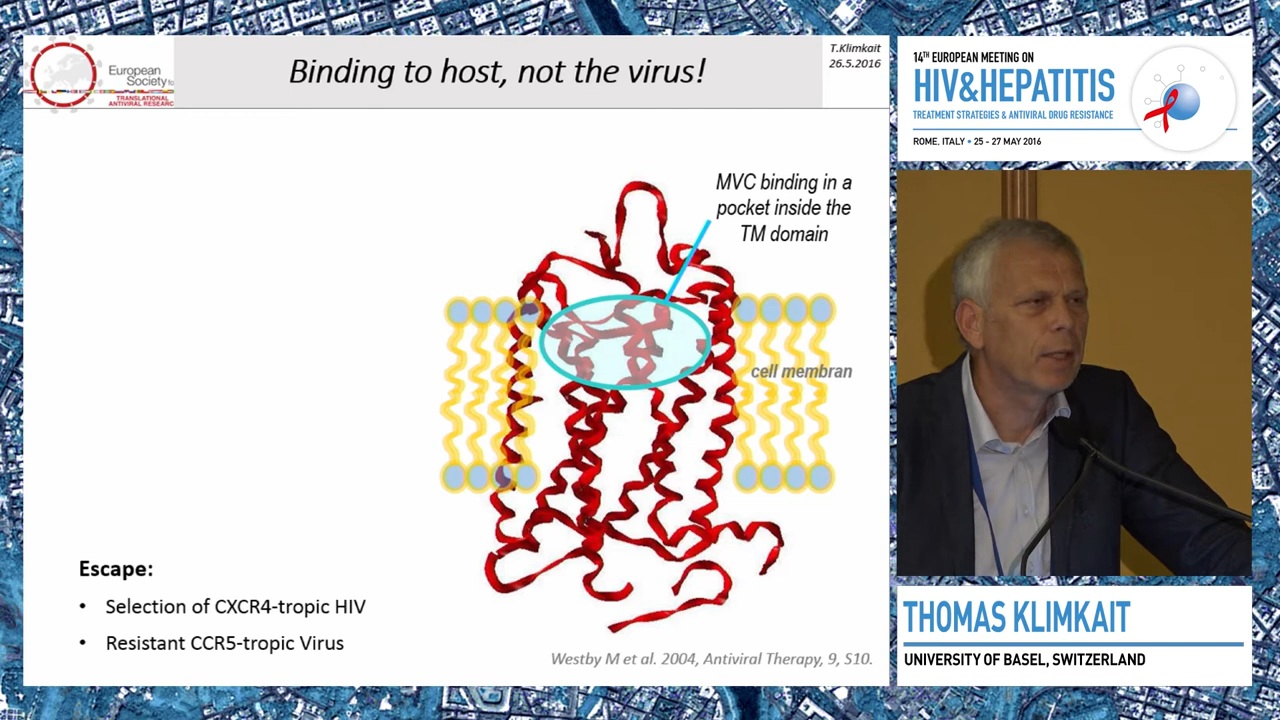 European
Society fo
TRANSLATIONAL
ANTIVIRAL RESEARC
Binding to host, not the virus!
T.Klimkait
26.5.2016
MVC binding in a
pocket inside the
TM domain
cell membran
Escape:
• Selection of CXCR4-tropic HIV
• Resistant CCR5-tropic Virus
Westby M et al. 2004, Antiviral Therapy, 9, S10.
14TH EUROPEAN MEETING ON
HIV&HEPATITIS
TREATMENT STRATEGIES & ANTIVIRAL DRUG RESISTANCE
ROME, ITALY • 25 - 27 MAY 2016
THOMAS KLIMKAIT
UNIVERSITY OF BASEL, SWITZERLAND